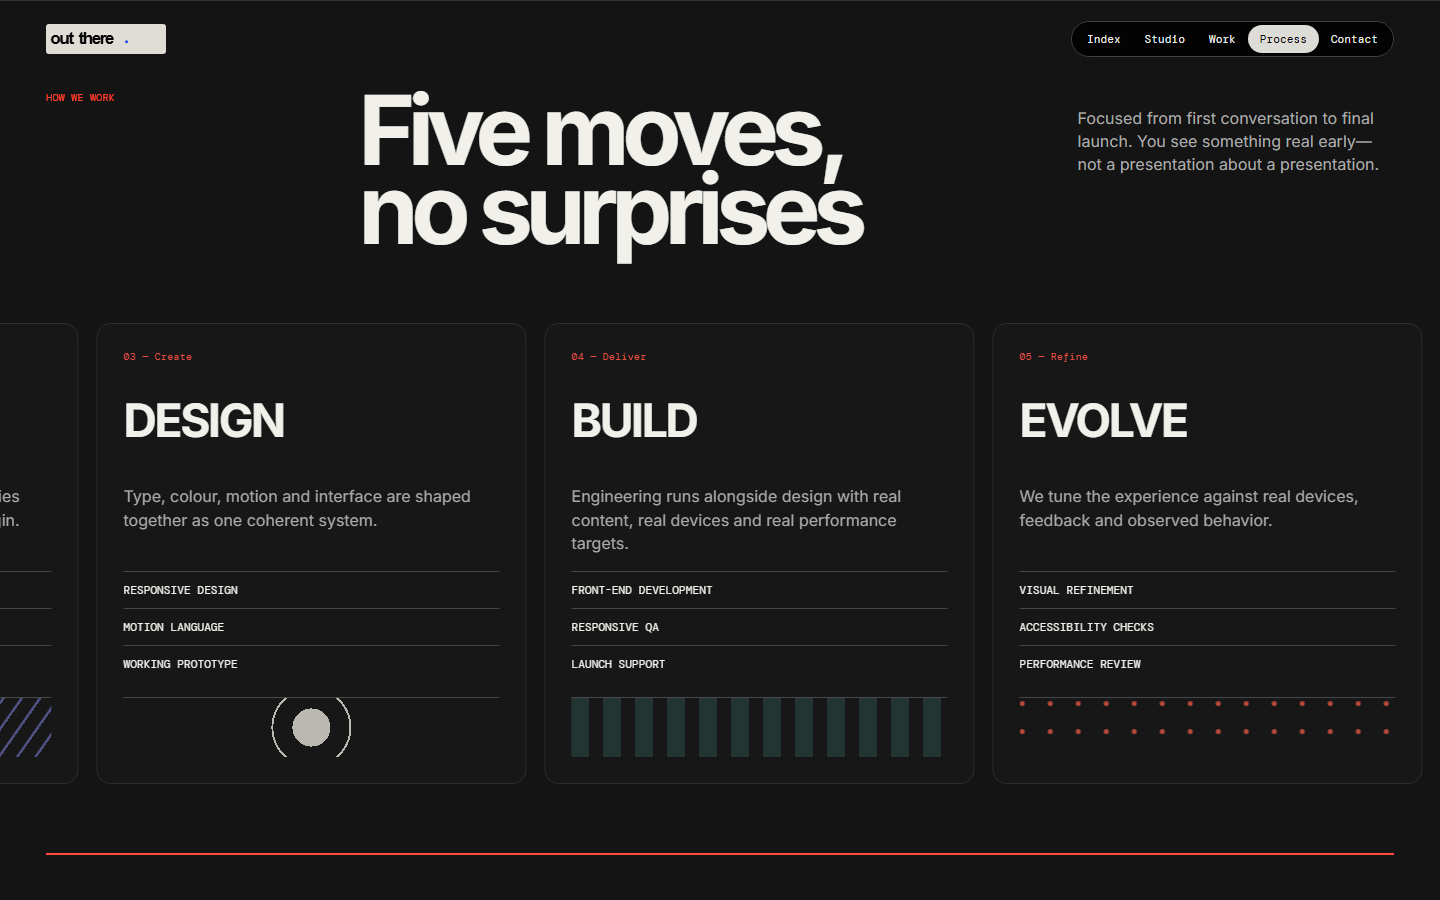 out there .
Index
Studio
Work
Process
Contact
HOW WE WORK
Five moves,
no surprises
Focused from first conversation to final
launch. You see something real early—
not a presentation about a presentation.
03 — Create
DESIGN
Type, colour, motion and interface are shaped
together as one coherent system.
RESPONSIVE DESIGN
MOTION LANGUAGE
WORKING PROTOTYPE
04 — Deliver
BUILD
Engineering runs alongside design with real
content, real devices and real performance
targets.
FRONT-END DEVELOPMENT
RESPONSIVE QA
LAUNCH SUPPORT
05 — Refine
EVOLVE
We tune the experience against real devices,
feedback and observed behavior.
VISUAL REFINEMENT
ACCESSIBILITY CHECKS
PERFORMANCE REVIEW